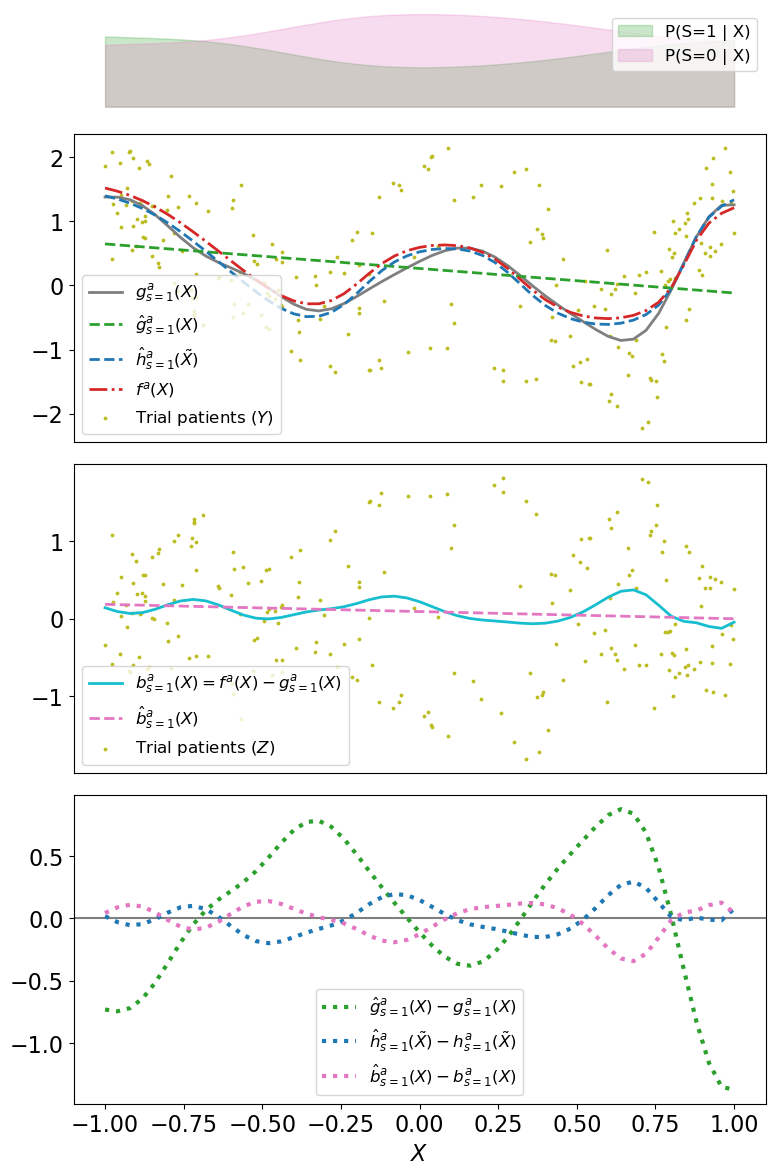 P(S=1 | X)
P(S=0 | X)
2
1
0
−1
−2
g^a_{s=1}(X)
ĝ^a_{s=1}(X)
ĥ^a_{s=1}(X̃)
f^a(X)
Trial patients (Y)
1
0
−1
b^a_{s=1}(X) = f^a(X) − g^a_{s=1}(X)
b̂^a_{s=1}(X)
Trial patients (Z)
0.5
0.0
−0.5
−1.0
ĝ^a_{s=1}(X) − g^a_{s=1}(X)
ĥ^a_{s=1}(X̃) − h^a_{s=1}(X̃)
b̂^a_{s=1}(X) − b^a_{s=1}(X)
−1.00 −0.75 −0.50 −0.25 0.00 0.25 0.50 0.75 1.00
X